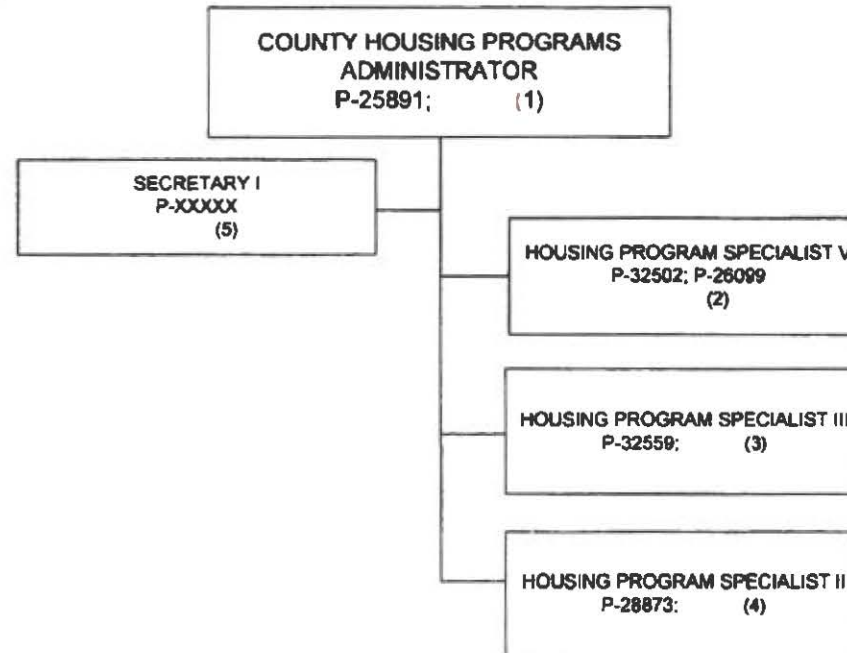 COUNTY HOUSING PROGRAMS
ADMINISTRATOR
P-25891; (1)
SECRETARY I
P-XXXXX
(5)
HOUSING PROGRAM SPECIALIST V
P-32502; P-26099
(2)
HOUSING PROGRAM SPECIALIST III
P-32559; (3)
HOUSING PROGRAM SPECIALIST II
P-28873; (4)